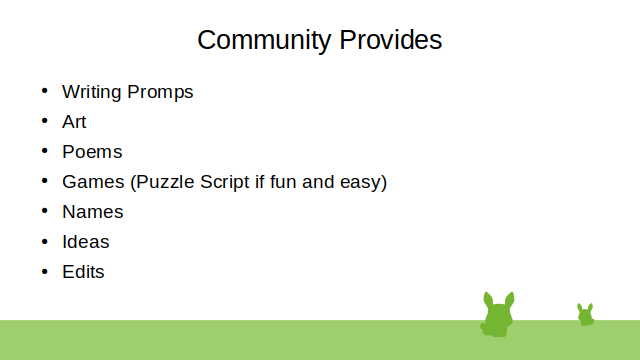 Community Provides
• Writing Promps
• Art
• Poems
• Games (Puzzle Script if fun and easy)
• Names
• Ideas
• Edits